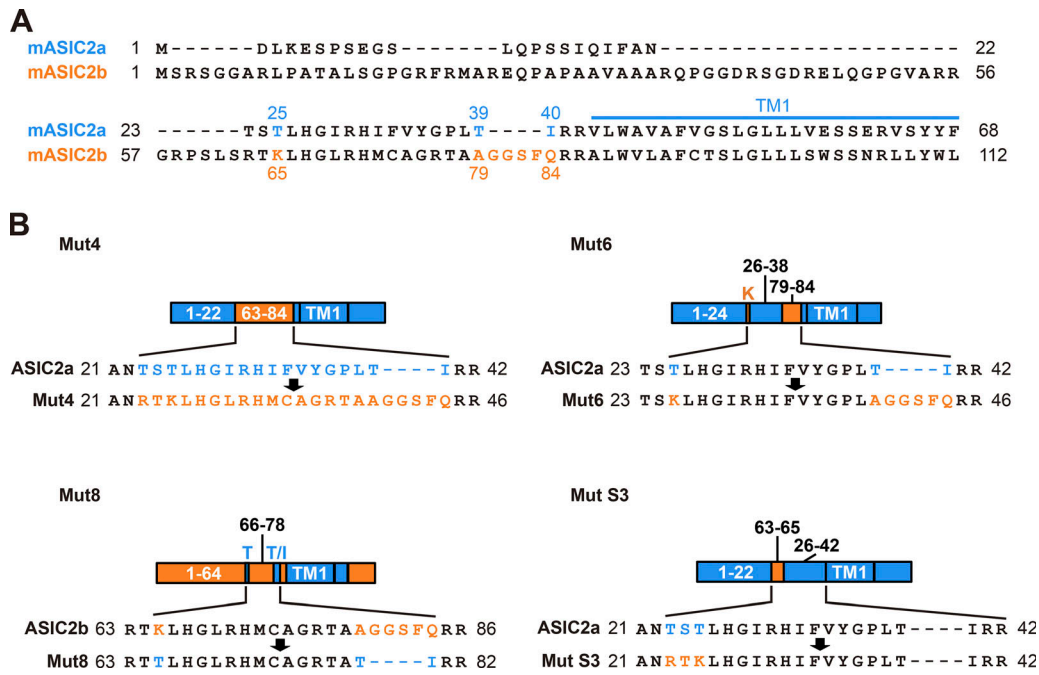 A
mASIC2a 1 M------DLKESPSEGS-------LQPSSIQIFAN---------------- 22
mASIC2b 1 MSRSGGARLPATALSGPGRFRMAREQPAPAAVAAARQPGGDRSGDRELQGPGVARR 56
25 39 40 TM1
mASIC2a 23 ------TSTLHGIRHIFVYGPLT----IRRVLWAVAFVGSLGLLLVESSERVSYYF 68
mASIC2b 57 GRPSLSRTKLHGLRHMCAGRTAAGGSFQRRALWVLAFCTSLGLLLSWSSNRLLYWL 112
65 79 84
B
Mut4
1-22 63-84 TM1
ASIC2a 21 ANTSTLHGIRHIFVYGPLT----IRR 42
Mut4 21 ANRTKLHGLRHMCAGRTAAGGSFQRR 46
Mut6
26-38
K 79-84
1-24 TM1
ASIC2a 23 TSTLHGIRHIFVYGPLT----IRR 42
Mut6 23 TSKLHGIRHIFVYGPLAGGSFQRR 46
Mut8
66-78
T T/I
1-64 TM1
ASIC2b 63 RTKLHGLRHMCAGRTAAGGSFQRR 86
Mut8 63 RTTLHGLRHMCAGRTAT----IRR 82
Mut S3
63-65
26-42
1-22 TM1
ASIC2a 21 ANTSTLHGIRHIFVYGPLT----IRR 42
Mut S3 21 ANRTKLHGIRHIFVYGPLT----IRR 42